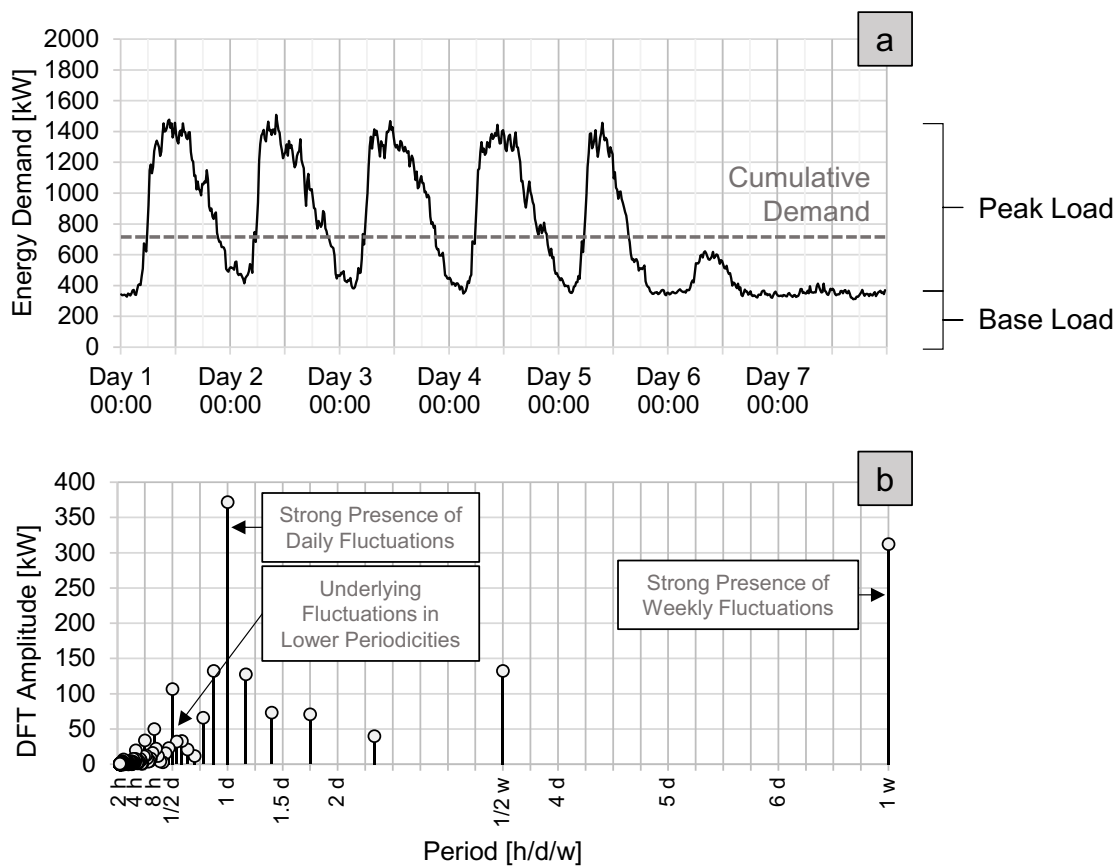 a
2000
1800
1600
1400
1200
1000
800
600
400
200
0
Energy Demand [kW]
Cumulative
Demand
Peak Load
Base Load
Day 1 Day 2 Day 3 Day 4 Day 5 Day 6 Day 7
00:00 00:00 00:00 00:00 00:00 00:00 00:00
b
400
350
300
250
200
150
100
50
0
DFT Amplitude [kW]
Strong Presence of
Daily Fluctuations
Underlying
Fluctuations in
Lower Periodicities
Strong Presence of
Weekly Fluctuations
2 h 4 h 8 h 1/2 d 1 d 1.5 d 2 d 1/2 w 4 d 5 d 6 d 1 w
Period [h/d/w]